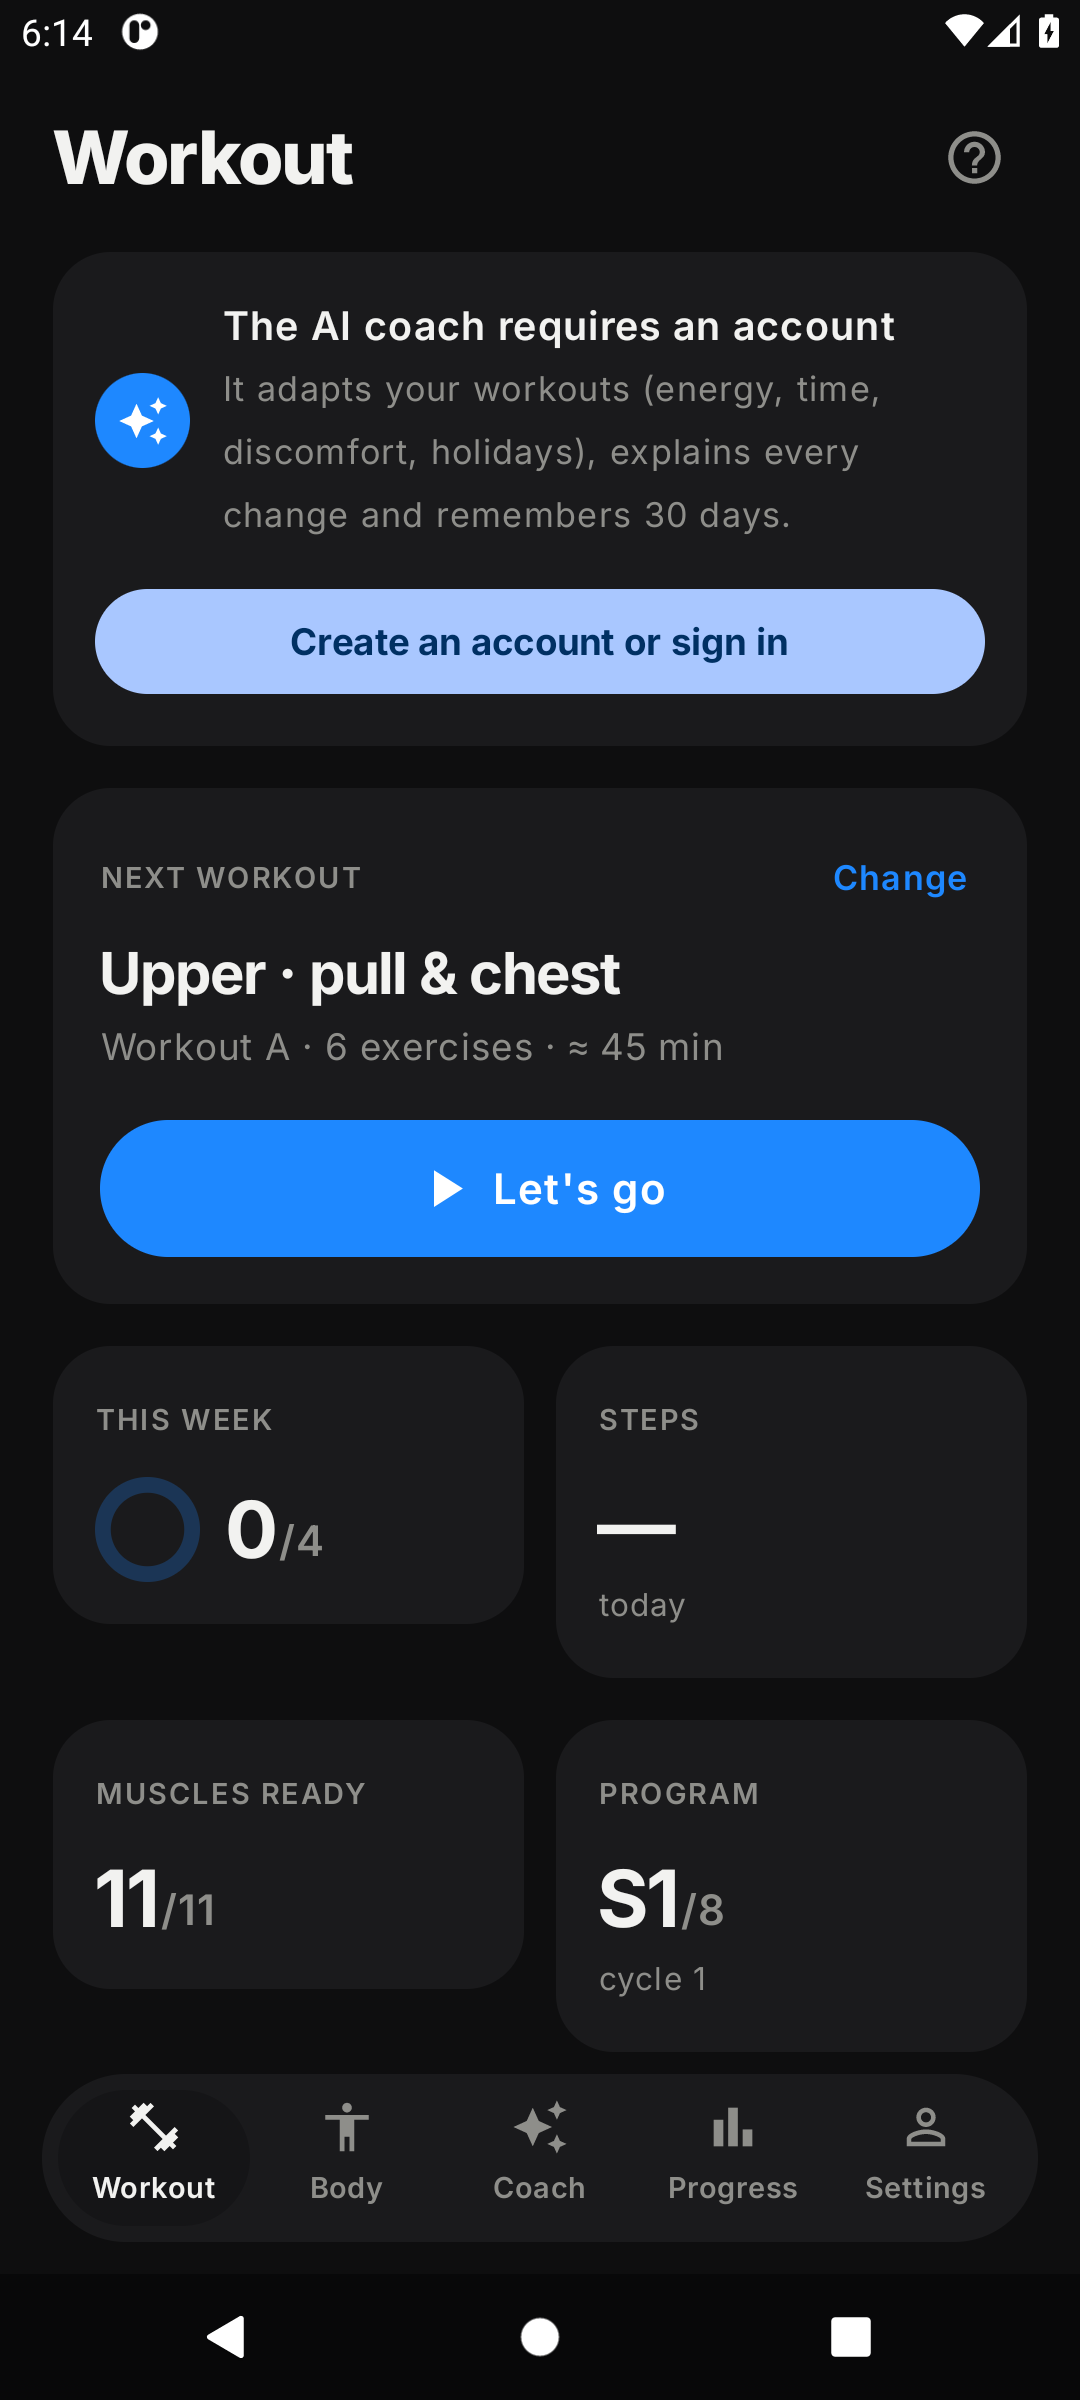 6:14
Workout
The AI coach requires an account
It adapts your workouts (energy, time,
discomfort, holidays), explains every
change and remembers 30 days.
Create an account or sign in
NEXT WORKOUT
Change
Upper · pull & chest
Workout A · 6 exercises · ≈ 45 min
Let's go
THIS WEEK
0/4
STEPS
—
today
MUSCLES READY
11/11
PROGRAM
S1/8
cycle 1
Workout
Body
Coach
Progress
Settings